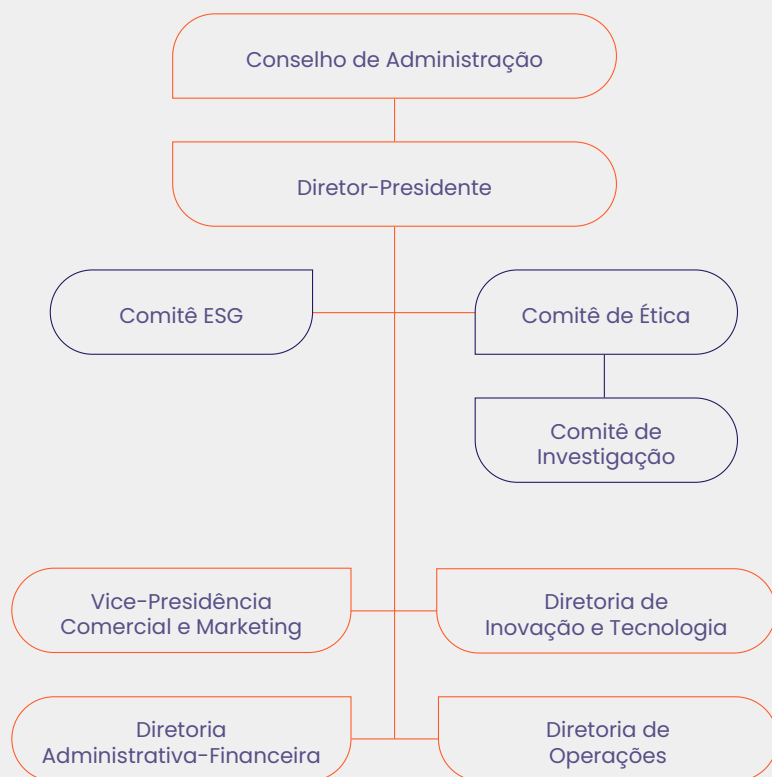 Conselho de Administração
Diretor-Presidente
Comitê ESG
Comitê de Ética
Comitê de
Investigação
Vice-Presidência
Comercial e Marketing
Diretoria de
Inovação e Tecnologia
Diretoria
Administrativa-Financeira
Diretoria de
Operações